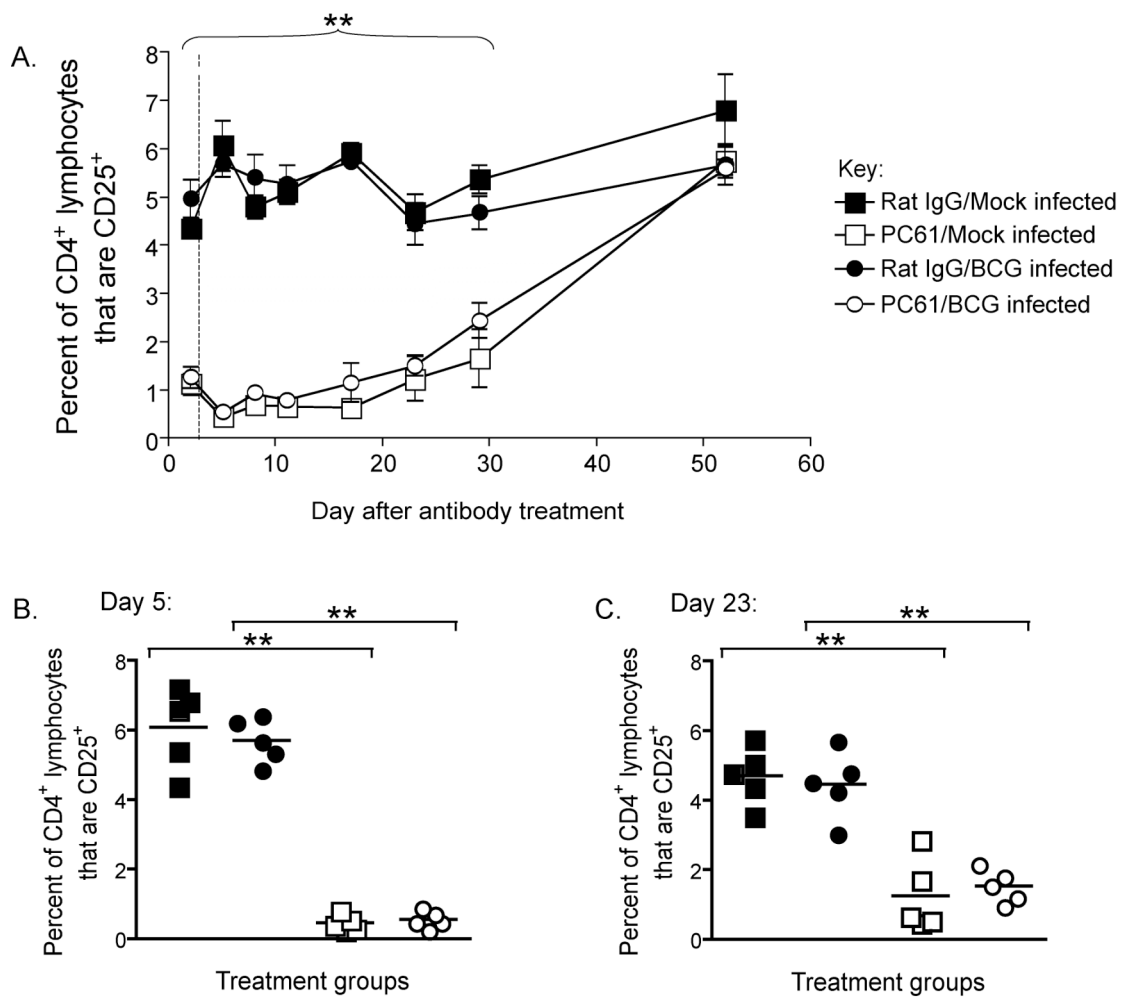 A.
**
Percent of CD4⁺ lymphocytes
that are CD25⁺
8
7
6
5
4
3
2
1
0
0 10 20 30 40 50 60
Day after antibody treatment
Key:
Rat IgG/Mock infected
PC61/Mock infected
Rat IgG/BCG infected
PC61/BCG infected
B.
Day 5:
**
**
Percent of CD4⁺ lymphocytes
that are CD25⁺
8
6
4
2
0
Treatment groups
C.
Day 23:
**
**
Percent of CD4⁺ lymphocytes
that are CD25⁺
8
6
4
2
0
Treatment groups